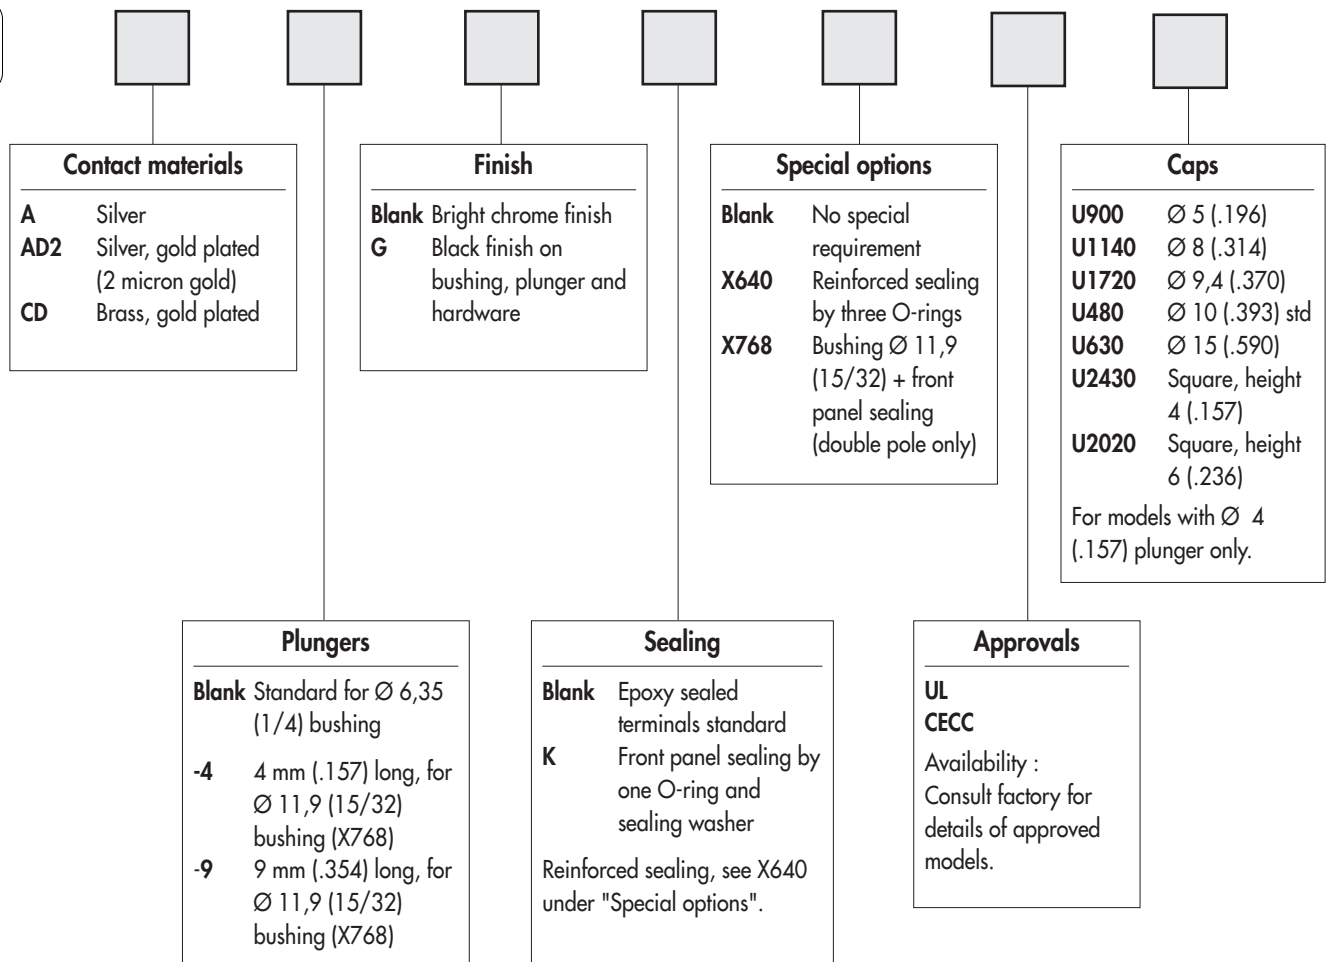 Contact materials
A Silver
AD2 Silver, gold plated
(2 micron gold)
CD Brass, gold plated
Finish
Blank Bright chrome finish
G Black finish on
bushing, plunger and
hardware
Special options
Blank No special
requirement
X640 Reinforced sealing
by three O-rings
X768 Bushing Ø 11,9
(15/32) + front
panel sealing
(double pole only)
Caps
U900 Ø 5 (.196)
U1140 Ø 8 (.314)
U1720 Ø 9,4 (.370)
U480 Ø 10 (.393) std
U630 Ø 15 (.590)
U2430 Square, height
4 (.157)
U2020 Square, height
6 (.236)
For models with Ø 4
(.157) plunger only.
Plungers
Blank Standard for Ø 6,35
(1/4) bushing
-4 4 mm (.157) long, for
Ø 11,9 (15/32)
bushing (X768)
-9 9 mm (.354) long, for
Ø 11,9 (15/32)
bushing (X768)
Sealing
Blank Epoxy sealed
terminals standard
K Front panel sealing by
one O-ring and
sealing washer
Reinforced sealing, see X640
under "Special options".
Approvals
UL
CECC
Availability :
Consult factory for
details of approved
models.